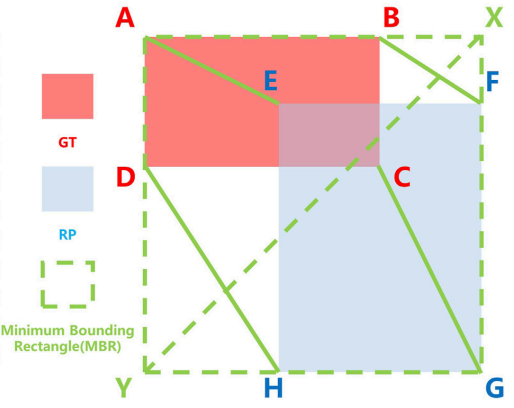 A
B
X
E
F
GT
D
C
RP
Minimum Bounding
Rectangle(MBR)
Y
H
G